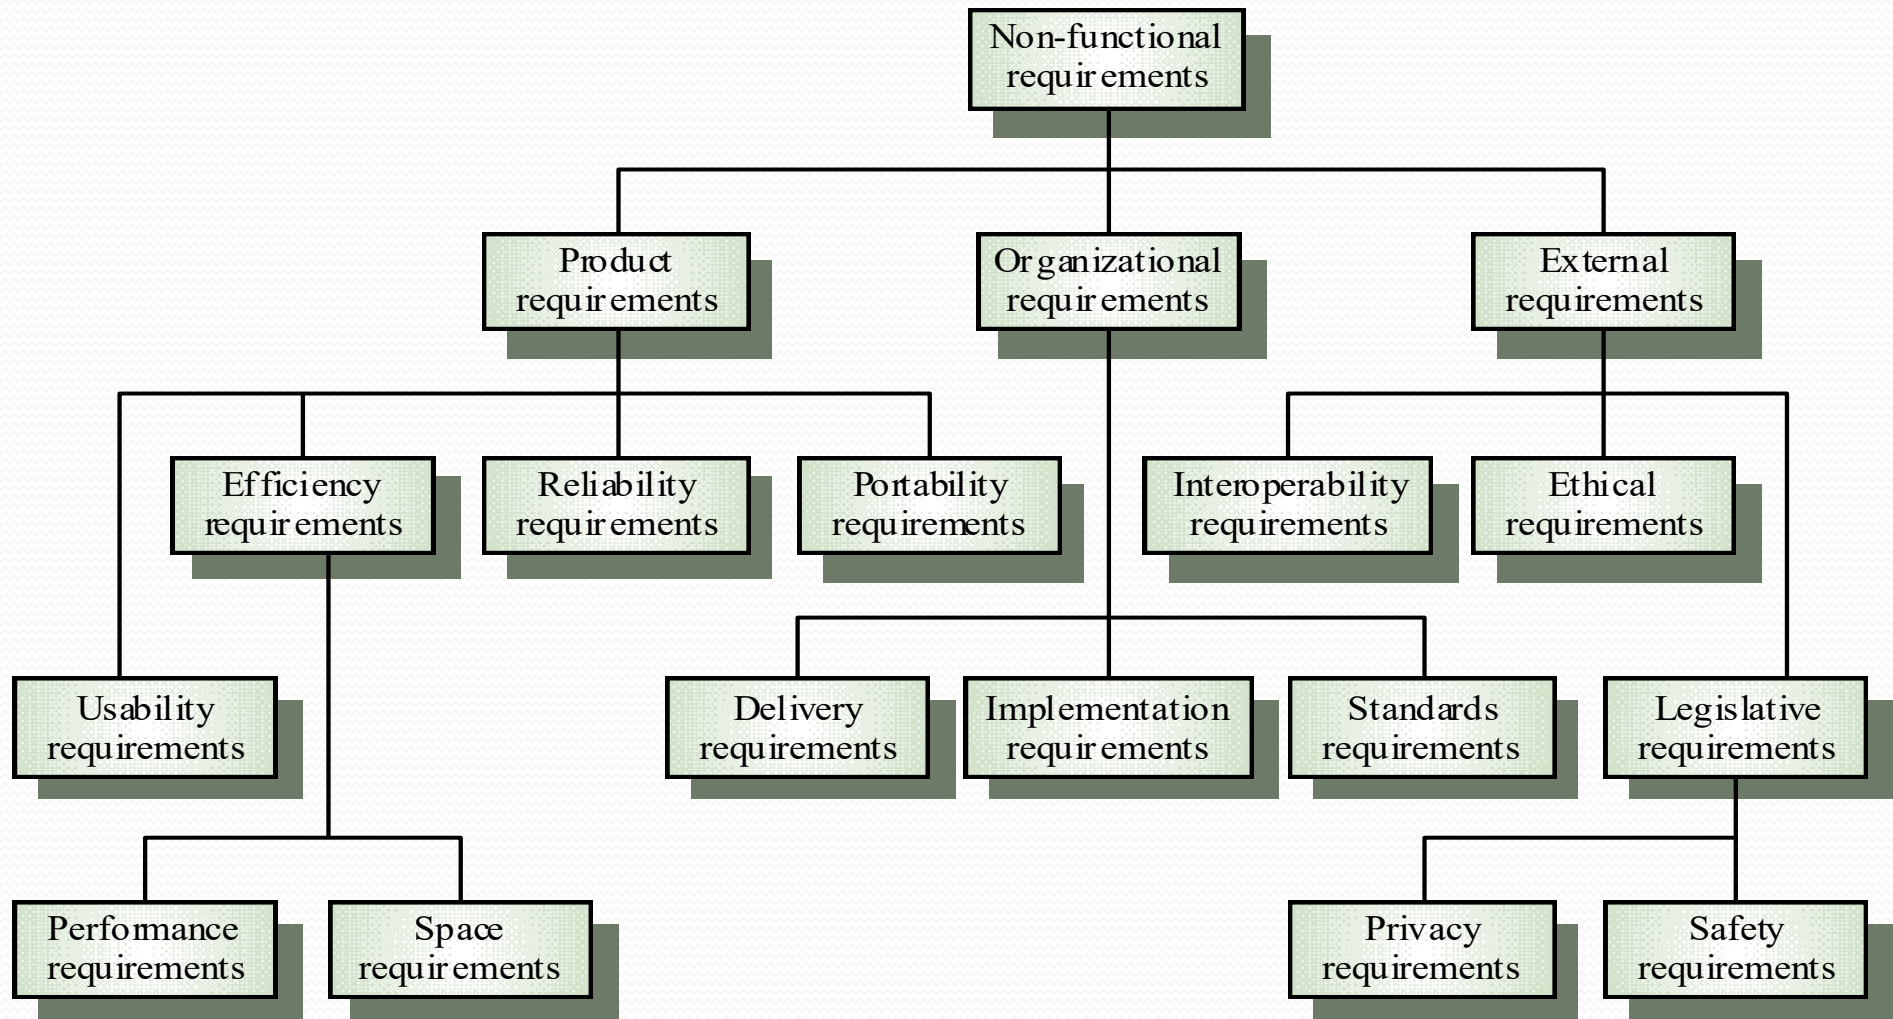 Non-functional
requirements
Product
requirements
Organizational
requirements
External
requirements
Efficiency
requirements
Reliability
requirements
Portability
requirements
Interoperability
requirements
Ethical
requirements
Usability
requirements
Delivery
requirements
Implementation
requirements
Standards
requirements
Legislative
requirements
Performance
requirements
Space
requirements
Privacy
requirements
Safety
requirements